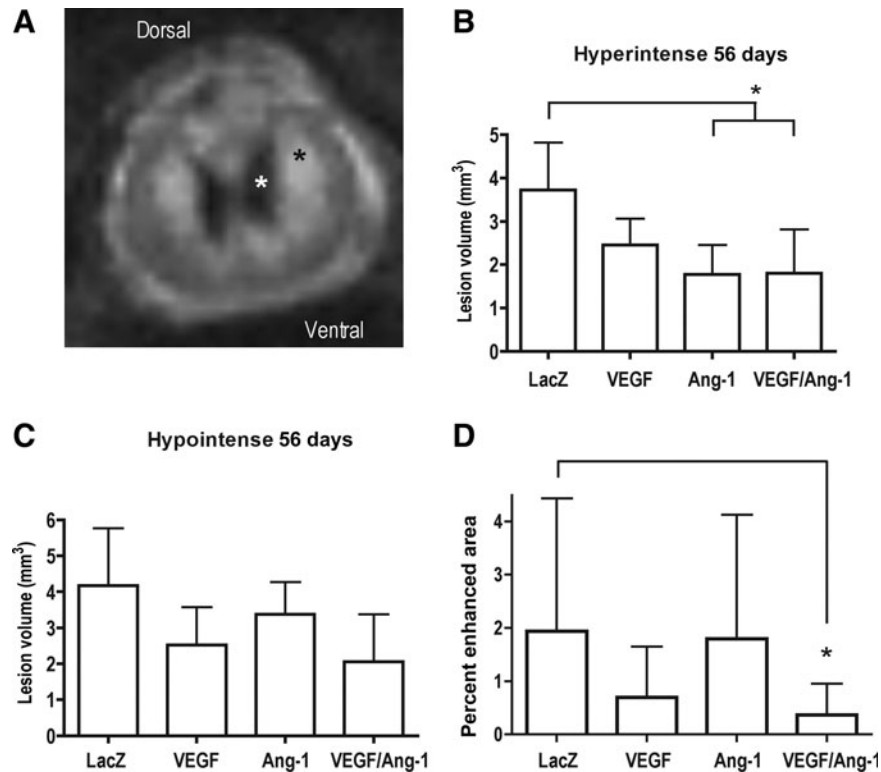 A
Dorsal
*
*
Ventral
B
Hyperintense 56 days
*
Lesion volume (mm³)
5
4
3
2
1
0
LacZ VEGF Ang-1 VEGF/Ang-1
C
Hypointense 56 days
Lesion volume (mm³)
6
5
4
3
2
1
0
LacZ VEGF Ang-1 VEGF/Ang-1
D
Percent enhanced area
4
3
2
1
0
*
LacZ VEGF Ang-1 VEGF/Ang-1